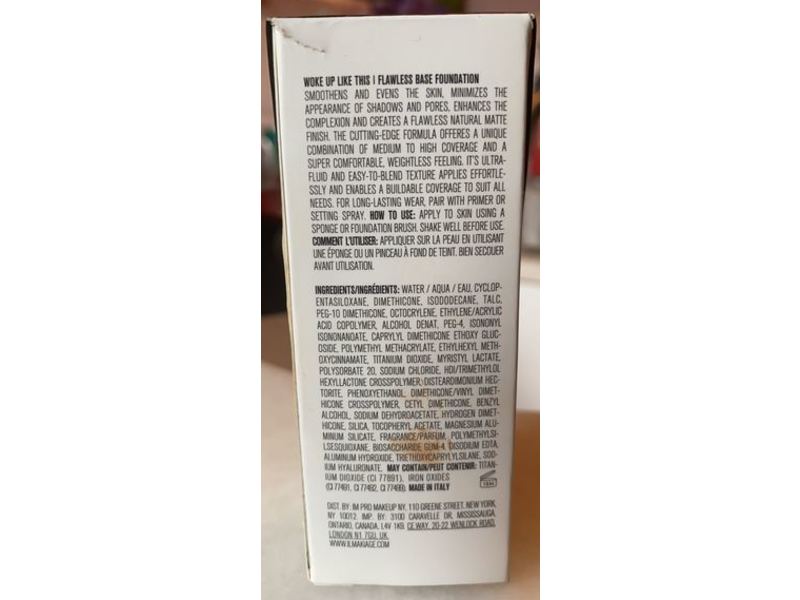 WOKE UP LIKE THIS | FLAWLESS BASE FOUNDATION
SMOOTHENS AND EVENS THE SKIN, MINIMIZES THE
APPEARANCE OF SHADOWS AND PORES, ENHANCES THE
COMPLEXION AND CREATES A FLAWLESS NATURAL MATTE
FINISH. THE CUTTING-EDGE FORMULA OFFERES A UNIQUE
COMBINATION OF MEDIUM TO HIGH COVERAGE AND A
SUPER COMFORTABLE, WEIGHTLESS FEELING. IT'S ULTRA-
FLUID AND EASY-TO-BLEND TEXTURE APPLIES EFFORTLE-
SSLY AND ENABLES A BUILDABLE COVERAGE TO SUIT ALL
NEEDS. FOR LONG-LASTING WEAR, PAIR WITH PRIMER OR
SETTING SPRAY. HOW TO USE: APPLY TO SKIN USING A
SPONGE OR FOUNDATION BRUSH. SHAKE WELL BEFORE USE.
COMMENT L'UTILISER: APPLIQUER SUR LA PEAU EN UTILISANT
UNE ÉPONGE OU UN PINCEAU À FOND DE TEINT. BIEN SECOUER
AVANT UTILISATION.
INGREDIENTS/INGRÉDIENTS: WATER / AQUA / EAU, CYCLOP-
ENTASILOXANE, DIMETHICONE, ISODODECANE, TALC,
PEG-10 DIMETHICONE, OCTOCRYLENE, ETHYLENE/ACRYLIC
ACID COPOLYMER, ALCOHOL DENAT, PEG-4, ISONONYL
ISONONANOATE, CAPRYLYL DIMETHICONE ETHOXY GLUC-
OSIDE, POLYMETHYL METHACRYLATE, ETHYLHEXYL METH-
OXYCINNAMATE, TITANIUM DIOXIDE, MYRISTYL LACTATE,
POLYSORBATE 20, SODIUM CHLORIDE, HDI/TRIMETHYLOL
HEXYLLACTONE CROSSPOLYMER, DISTEARDIMONIUM HEC-
TORITE, PHENOXYETHANOL, DIMETHICONE/VINYL DIMET-
HICONE CROSSPOLYMER, CETYL DIMETHICONE, BENZYL
ALCOHOL, SODIUM DEHYDROACETATE, HYDROGEN DIMET-
HICONE, SILICA, TOCOPHERYL ACETATE, MAGNESIUM ALU-
MINUM SILICATE, FRAGRANCE/PARFUM, POLYMETHYLSI-
LSESQUIOXANE, BIOSACCHARIDE GUM-4, DISODIUM EDTA,
ALUMINUM HYDROXIDE, TRIETHOXYCAPRYLYLSILANE, SOD-
IUM HYALURONATE. MAY CONTAIN/PEUT CONTENIR: TITAN-
IUM DIOXIDE (CI 77891), IRON OXIDES
(CI 77491, CI 77492, CI 77499). MADE IN ITALY
DIST. BY: IM PRO MAKEUP NY, 110 GREENE STREET, NEW YORK,
NY 10012. IMP. BY: 3100 CARAVELLE DR, MISSISSAUGA,
ONTARIO, CANADA, L4V 1K9. CE WAY, 20-22 WENLOCK ROAD,
LONDON N1 7GU, UK.
WWW.ILMAKIAGE.COM